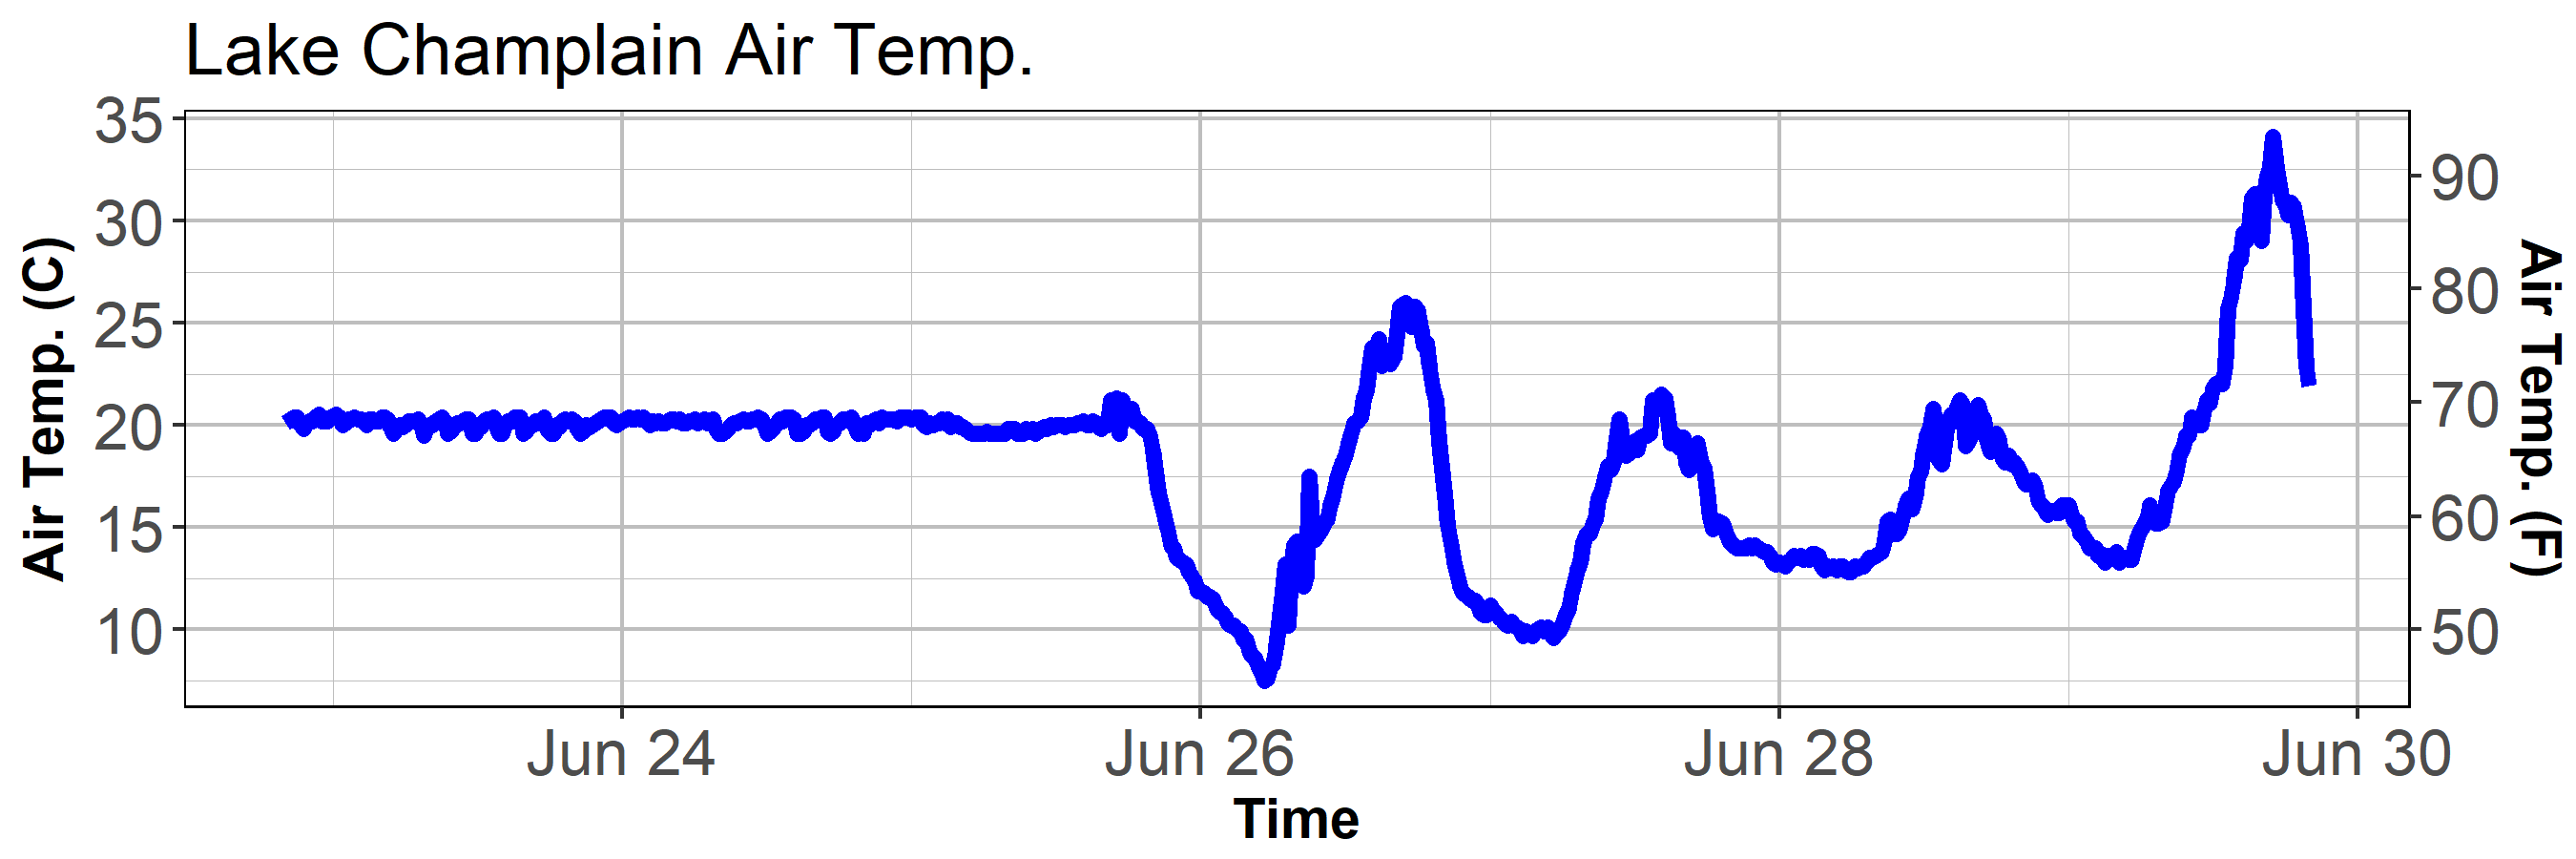 Lake Champlain Air Temp.
35
30
25
20
15
10
Air Temp. (C)
90
80
70
60
50
Air Temp. (F)
Jun 24
Jun 26
Jun 28
Jun 30
Time